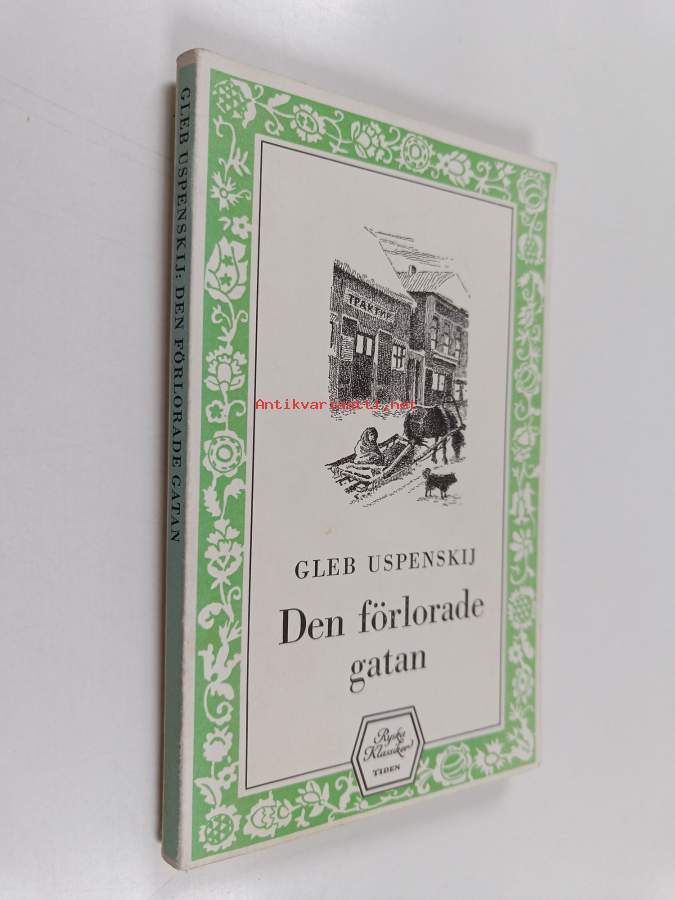 GLEB USPENSKIJ: DEN FÖRLORADE GATAN
ТРАКТИР
Antikvariaatti.net
GLEB USPENSKIJ
Den förlorade
gatan
Ryska
Klassiker
TIDEN